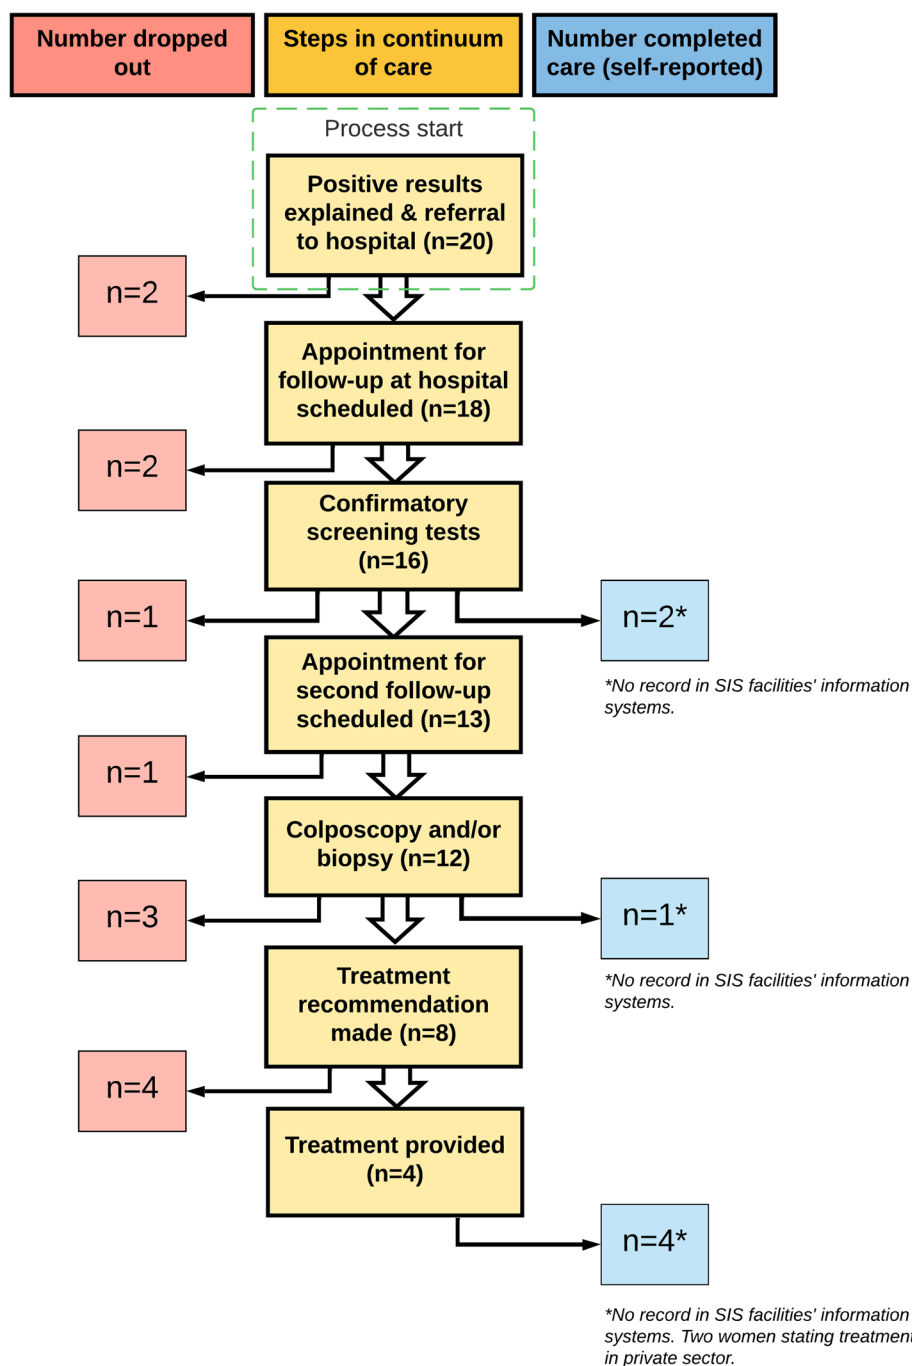 Number dropped
out
Steps in continuum
of care
Number completed
care (self-reported)
Process start
Positive results
explained & referral
to hospital (n=20)
n=2
Appointment for
follow-up at hospital
scheduled (n=18)
n=2
Confirmatory
screening tests
(n=16)
n=1
n=2*
*No record in SIS facilities' information
systems.
Appointment for
second follow-up
scheduled (n=13)
n=1
Colposcopy and/or
biopsy (n=12)
n=3
n=1*
*No record in SIS facilities' information
systems.
Treatment
recommendation
made (n=8)
n=4
Treatment provided
(n=4)
n=4*
*No record in SIS facilities' information
systems. Two women stating treatment
in private sector.